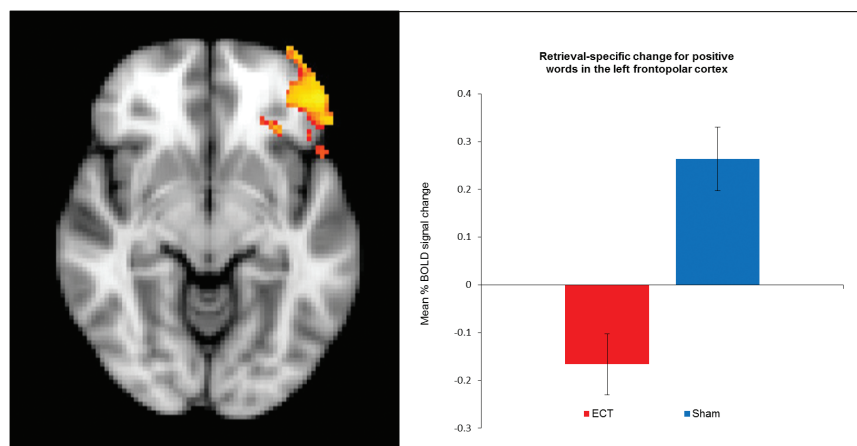 Retrieval-specific change for positive
words in the left frontopolar cortex
0.4
0.3
0.2
0.1
0
-0.1
-0.2
-0.3
Mean % BOLD signal change
ECT
Sham